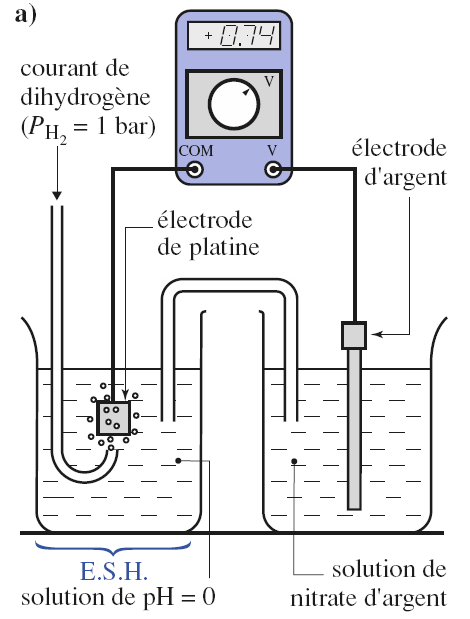 a)
+ 0.74
V
COM
V
courant de
dihydrogène
(P_H₂ = 1 bar)
électrode
d'argent
électrode
de platine
E.S.H.
solution de pH = 0
solution de
nitrate d'argent